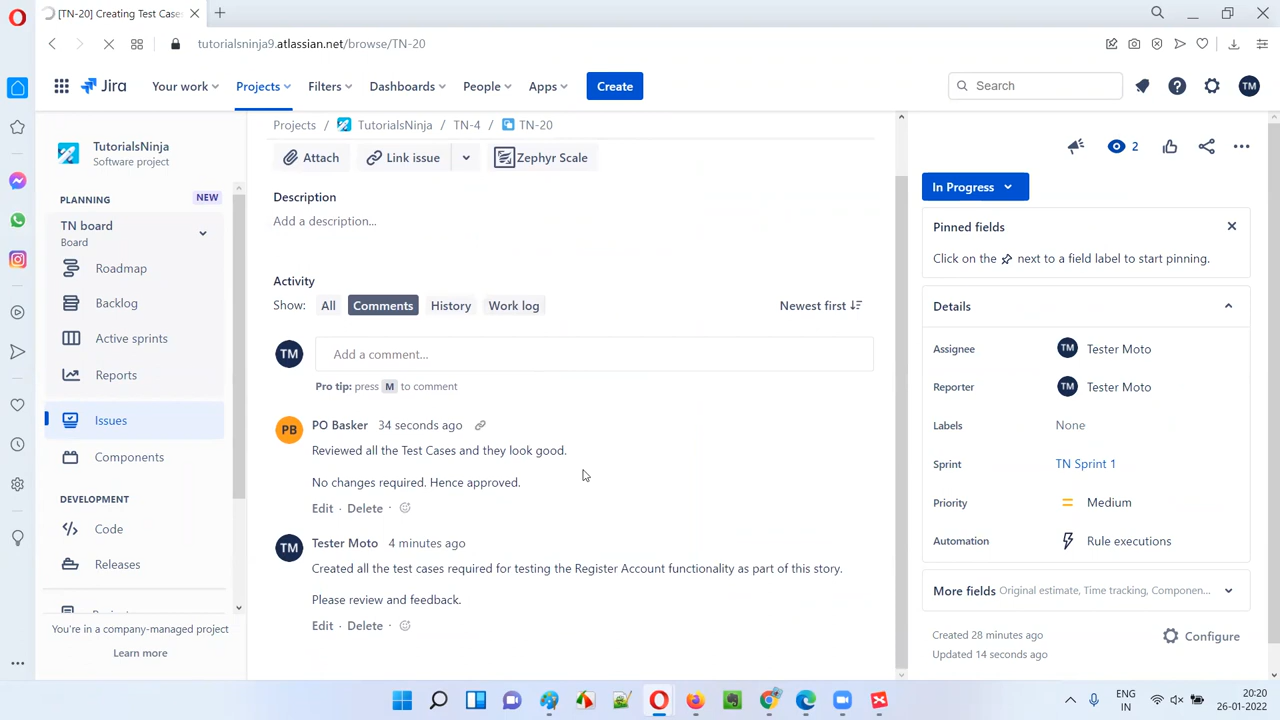 [TN-20] Creating Test Cases
tutorialsninja9.atlassian.net/browse/TN-20
Jira
Your work
Projects
Filters
Dashboards
People
Apps
Create
Search
TM
TutorialsNinja
Software project
PLANNING
NEW
TN board
Board
Roadmap
Backlog
Active sprints
Reports
Issues
Components
DEVELOPMENT
Code
Releases
You're in a company-managed project
Learn more
Projects / TutorialsNinja / TN-4 / TN-20
Attach
Link issue
Zephyr Scale
Description
Add a description...
Activity
Show: All Comments History Work log
Newest first
TM
Add a comment...
Pro tip: press M to comment
PB
PO Basker 34 seconds ago
Reviewed all the Test Cases and they look good.
No changes required. Hence approved.
Edit · Delete ·
TM
Tester Moto 4 minutes ago
Created all the test cases required for testing the Register Account functionality as part of this story.
Please review and feedback.
Edit · Delete ·
2
In Progress
Pinned fields
Click on the next to a field label to start pinning.
Details
Assignee TM Tester Moto
Reporter TM Tester Moto
Labels None
Sprint TN Sprint 1
Priority Medium
Automation Rule executions
More fields Original estimate, Time tracking, Componen...
Created 28 minutes ago
Updated 14 seconds ago
Configure
ENG
IN
20:20
26-01-2022